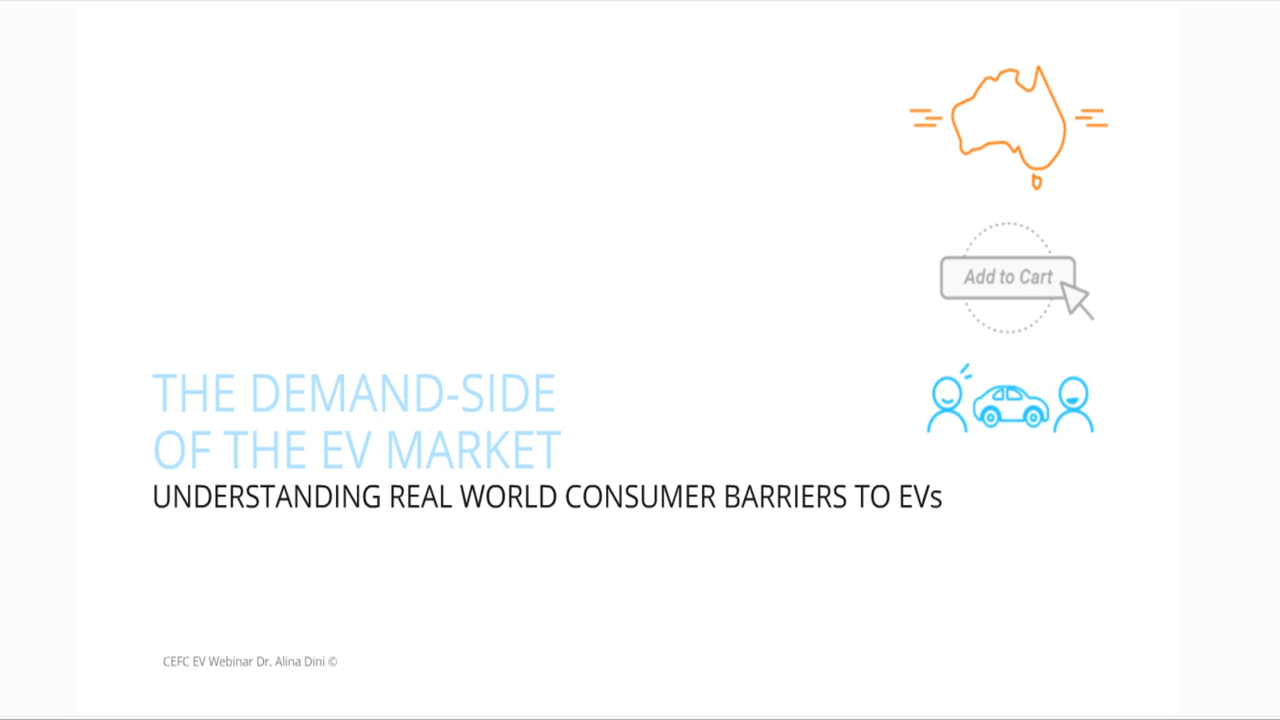 Add to Cart
THE DEMAND-SIDE
OF THE EV MARKET
UNDERSTANDING REAL WORLD CONSUMER BARRIERS TO EVs
CEFC EV Webinar Dr. Alina Dini ©